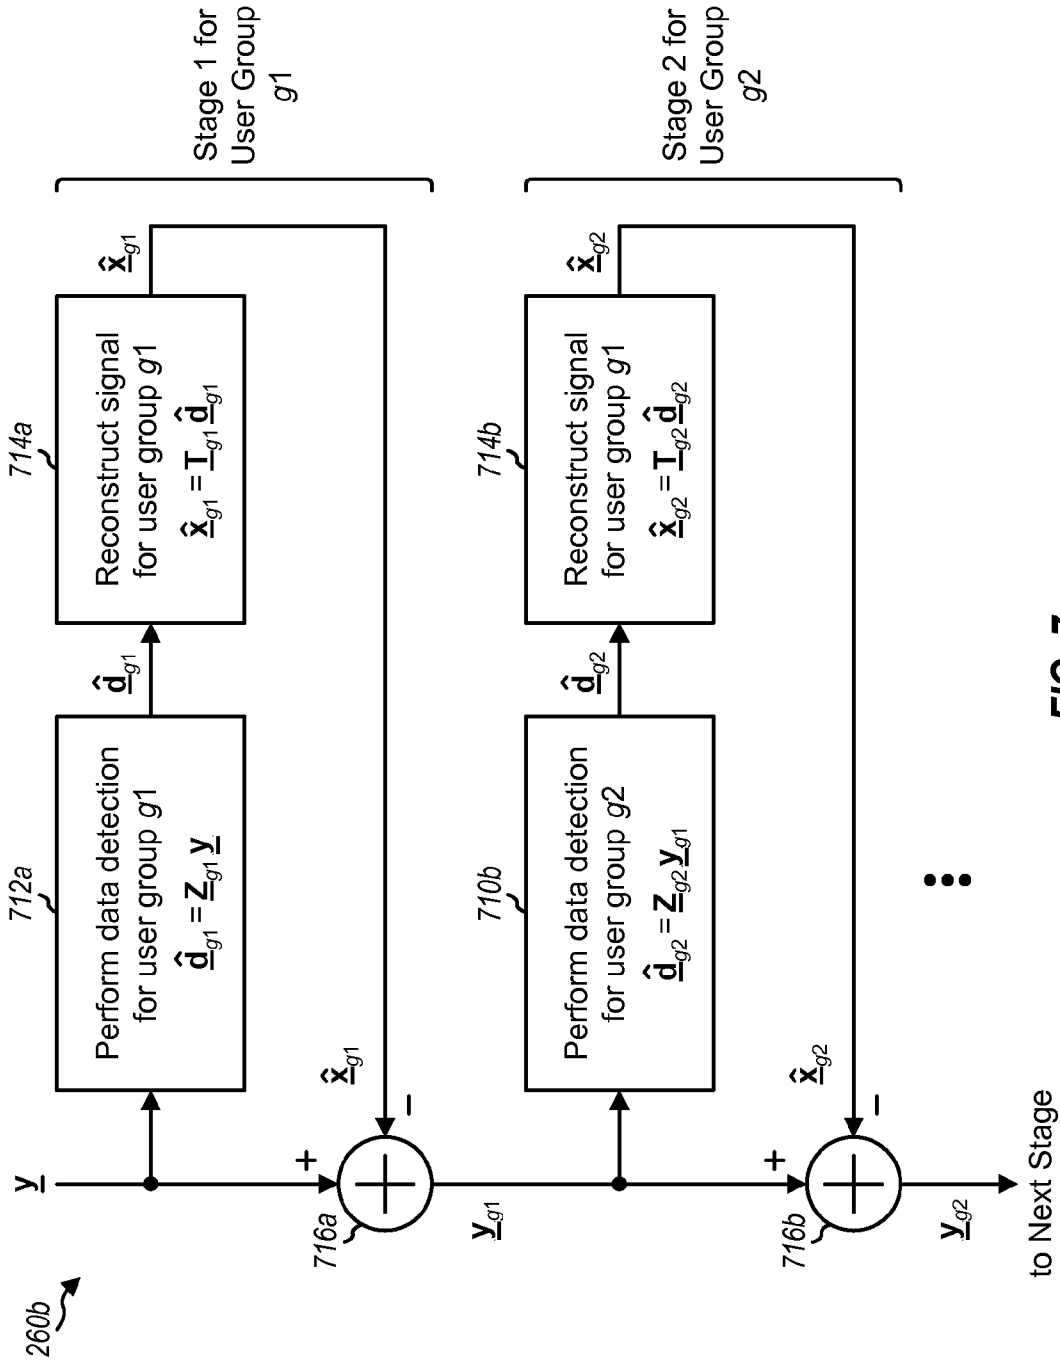 260b
y
712a
Perform data detection
for user group g1
d̂g1 = Zg1 y
d̂g1
714a
Reconstruct signal
for user group g1
x̂g1 = Tg1 d̂g1
x̂g1
Stage 1 for
User Group
g1
+
x̂g1
−
716a
yg1
710b
Perform data detection
for user group g2
d̂g2 = Zg2 yg1
d̂g2
714b
Reconstruct signal
for user group g1
x̂g2 = Tg2 d̂g2
x̂g2
Stage 2 for
User Group
g2
+
x̂g2
−
716b
yg2
to Next Stage